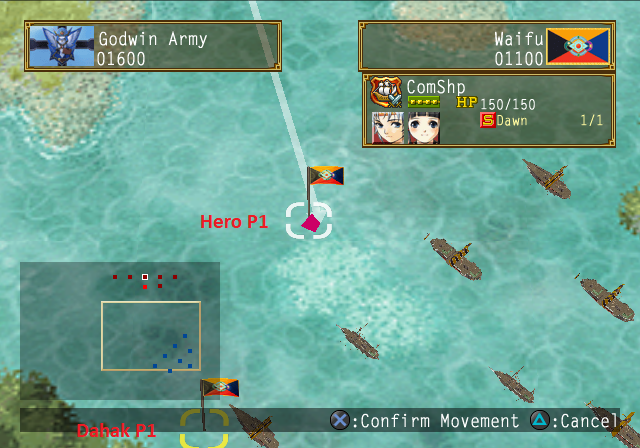 Godwin Army
01600
Waifu
01100
ComShp
HP 150/150
S Dawn 1/1
Hero P1
Dahak P1
X:Confirm Movement △:Cancel